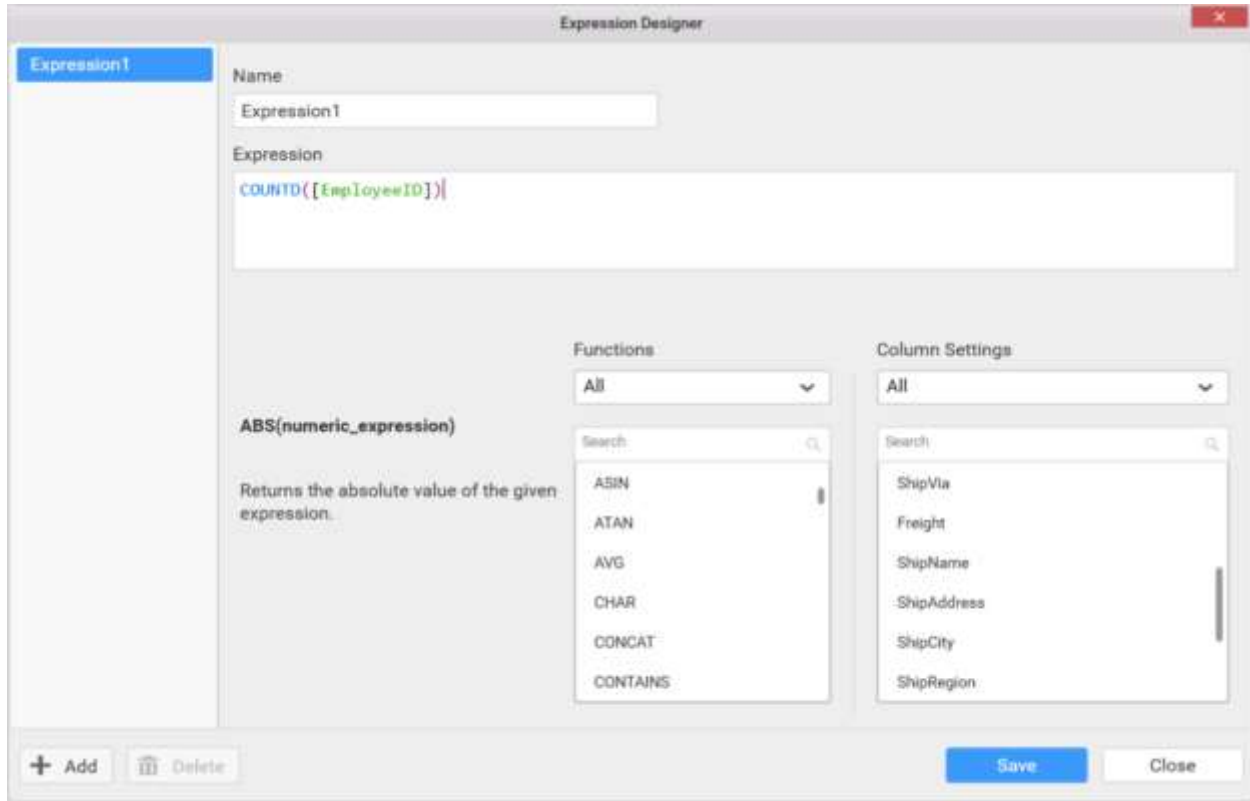 Expression Designer
Expression1
Name
Expression1
Expression
COUNTD([EmployeeID])
Functions
Column Settings
All
All
ABS(numeric_expression)
Returns the absolute value of the given
expression.
Search
ASIN
ATAN
AVG
CHAR
CONCAT
CONTAINS
Search
ShipVia
Freight
ShipName
ShipAddress
ShipCity
ShipRegion
Add
Delete
Save
Close